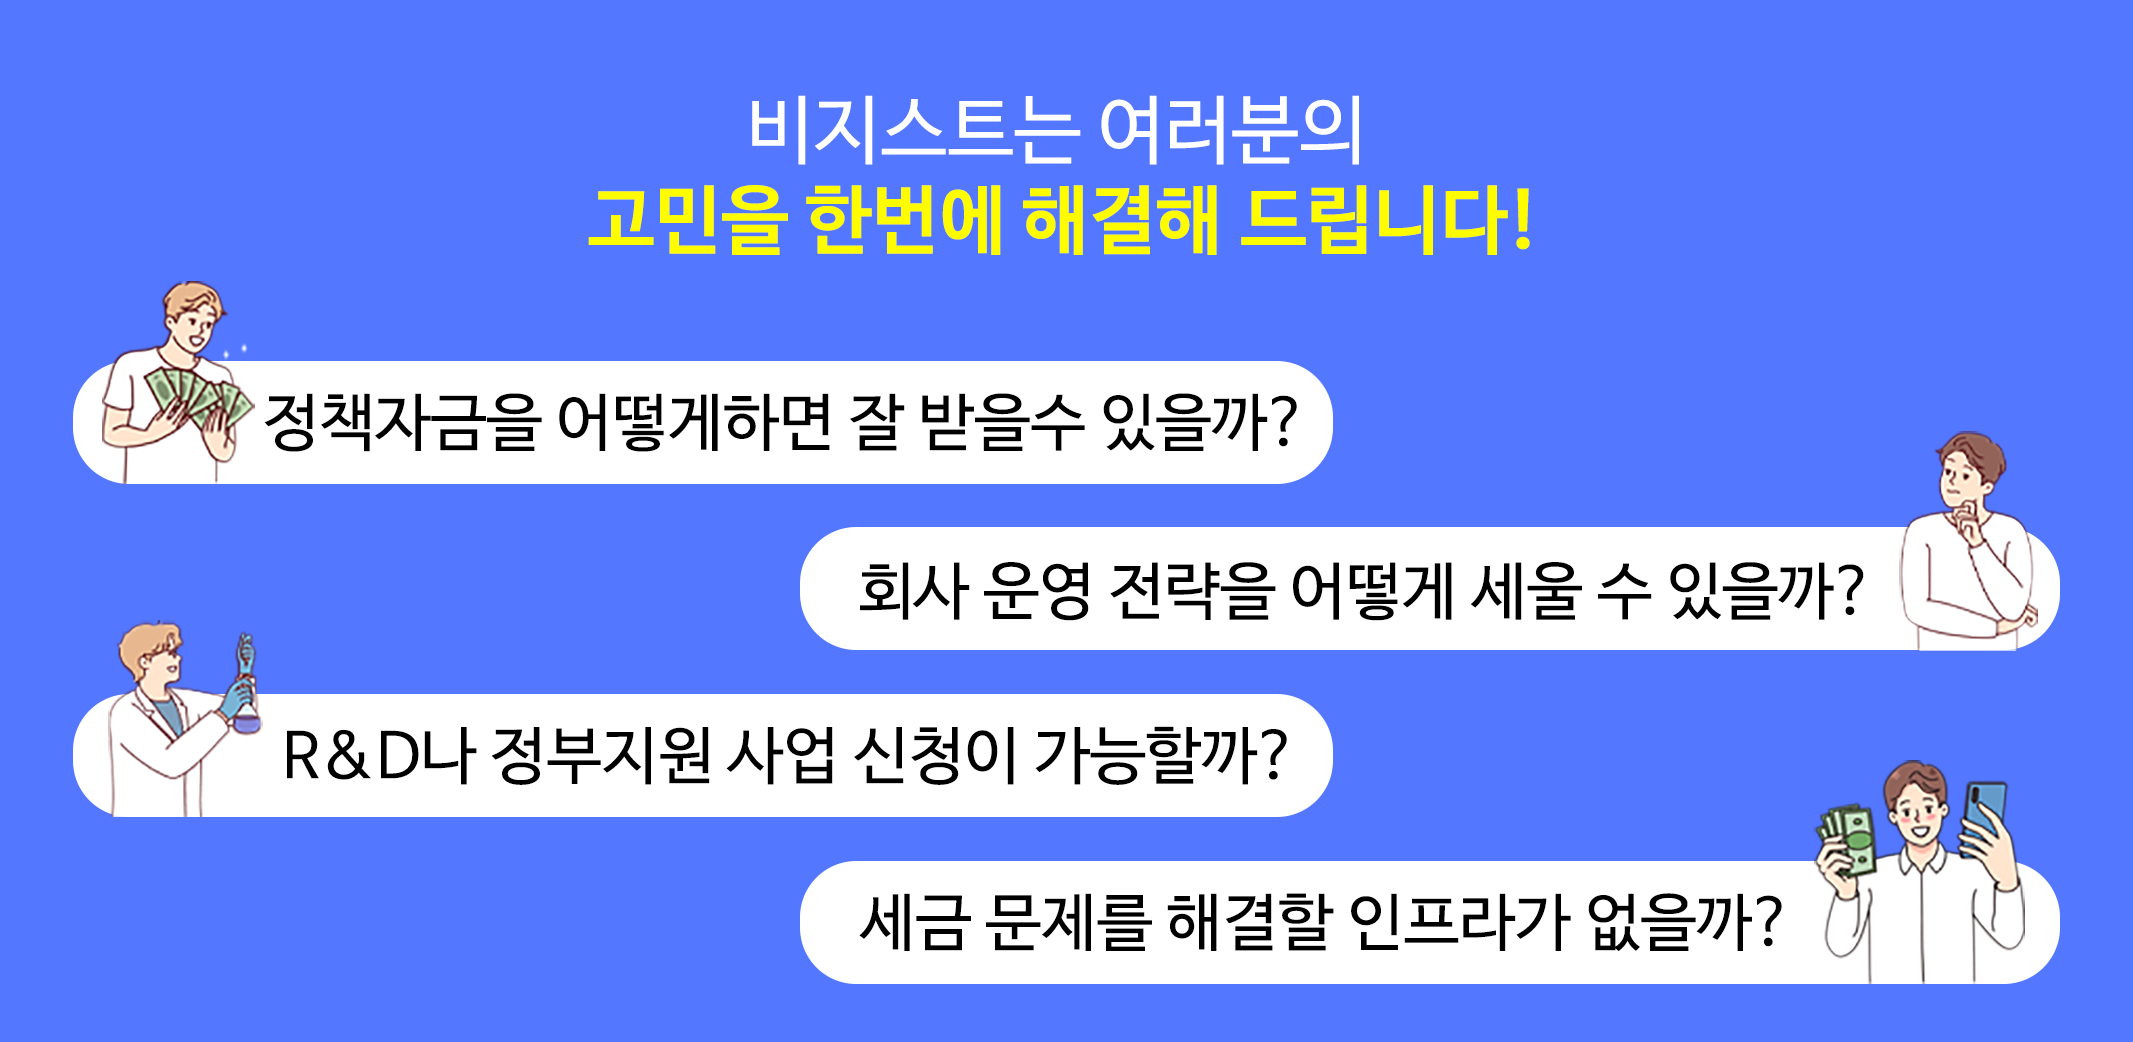 비지스트는 여러분의
고민을 한번에 해결해 드립니다!
정책자금을 어떻게하면 잘 받을수 있을까?
회사 운영 전략을 어떻게 세울 수 있을까?
R&D나 정부지원 사업 신청이 가능할까?
세금 문제를 해결할 인프라가 없을까?